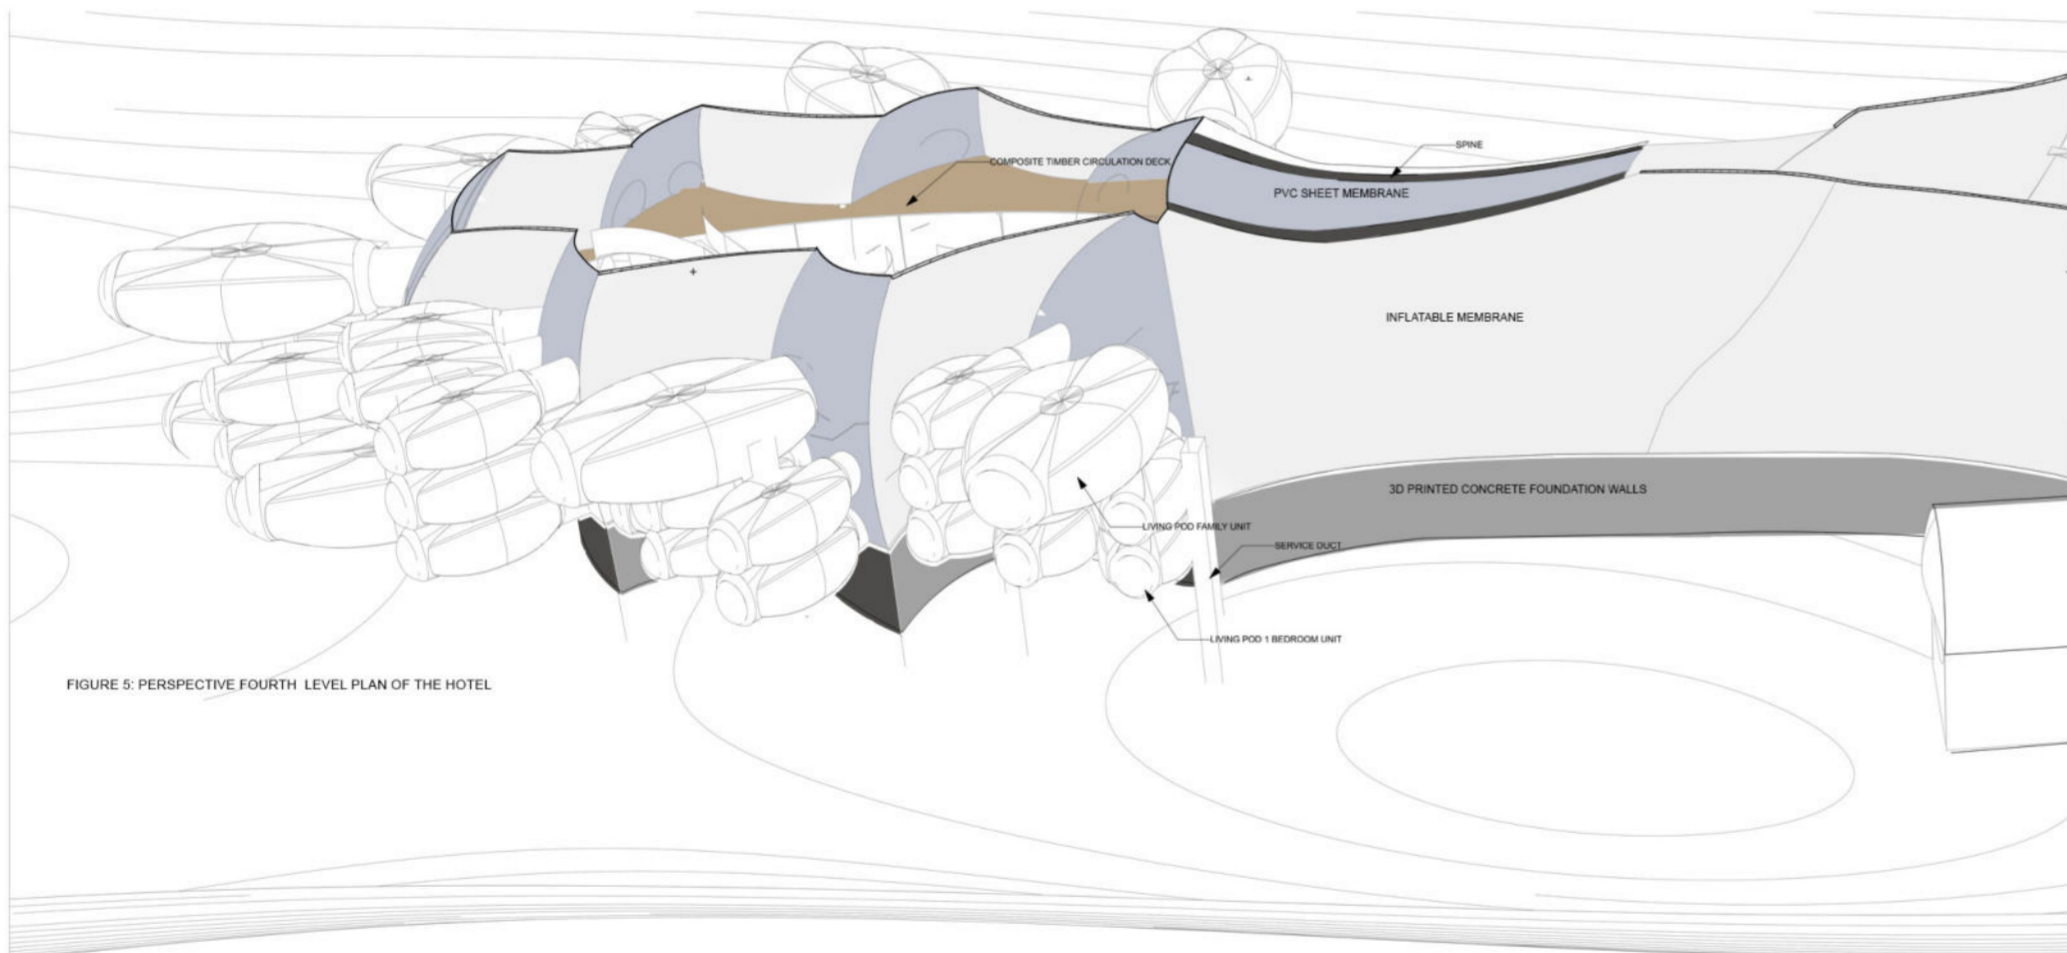 SPINE
COMPOSITE TIMBER CIRCULATION DECK
PVC SHEET MEMBRANE
INFLATABLE MEMBRANE
3D PRINTED CONCRETE FOUNDATION WALLS
LIVING POD FAMILY UNIT
SERVICE DUCT
LIVING POD 1 BEDROOM UNIT
FIGURE 5: PERSPECTIVE FOURTH LEVEL PLAN OF THE HOTEL